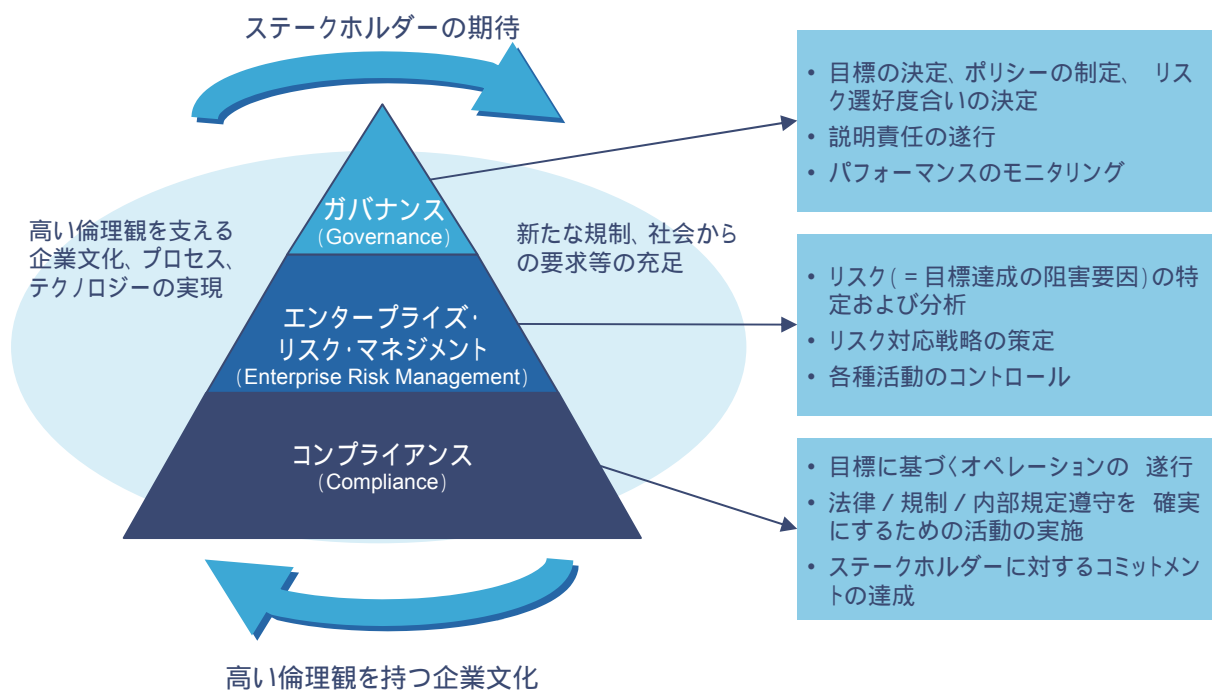 ステークホルダーの期待
高い倫理観を支える
企業文化、プロセス、
テクノロジーの実現
ガバナンス
(Governance)
新たな規制、社会から
の要求等の充足
エンタープライズ・
リスク・マネジメント
(Enterprise Risk Management)
コンプライアンス
(Compliance)
高い倫理観を持つ企業文化
• 目標の決定、ポリシーの制定、 リス
ク選好度合いの決定
• 説明責任の遂行
• パフォーマンスのモニタリング
• リスク(=目標達成の阻害要因)の特
定および分析
• リスク対応戦略の策定
• 各種活動のコントロール
• 目標に基づくオペレーションの 遂行
• 法律/規制/内部規定遵守を 確実
にするための活動の実施
• ステークホルダーに対するコミットメン
トの達成